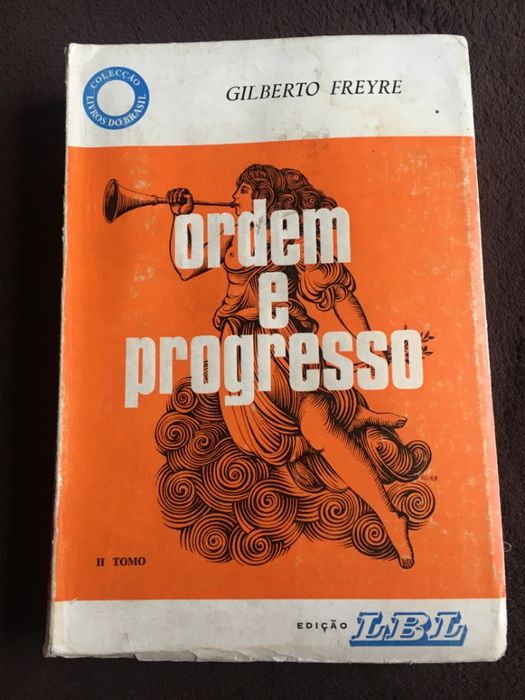 COLECÇÃO
LIVROS DO BRASIL
GILBERTO FREYRE
ordem
e
progresso
II TOMO
EDIÇÃO LBL